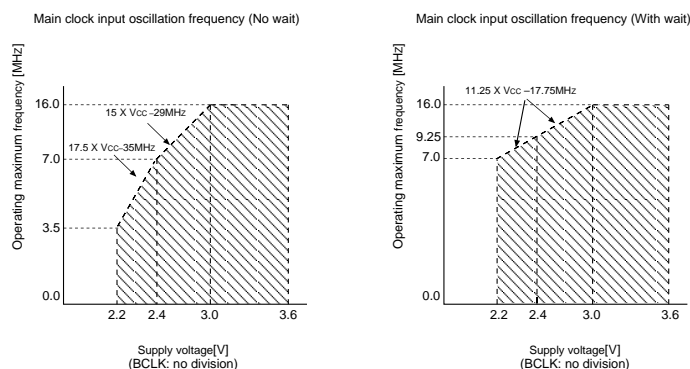 Main clock input oscillation frequency (No wait)
Operating maximum frequency [MHz]
16.0
7.0
3.5
0.0
15 X Vcc –29MHz
17.5 X Vcc–35MHz
2.2 2.4 3.0 3.6
Supply voltage[V]
(BCLK: no division)
Main clock input oscillation frequency (With wait)
Operating maximum frequency [MHz]
16.0
9.25
7.0
0.0
11.25 X Vcc –17.75MHz
2.2 2.4 3.0 3.6
Supply voltage[V]
(BCLK: no division)